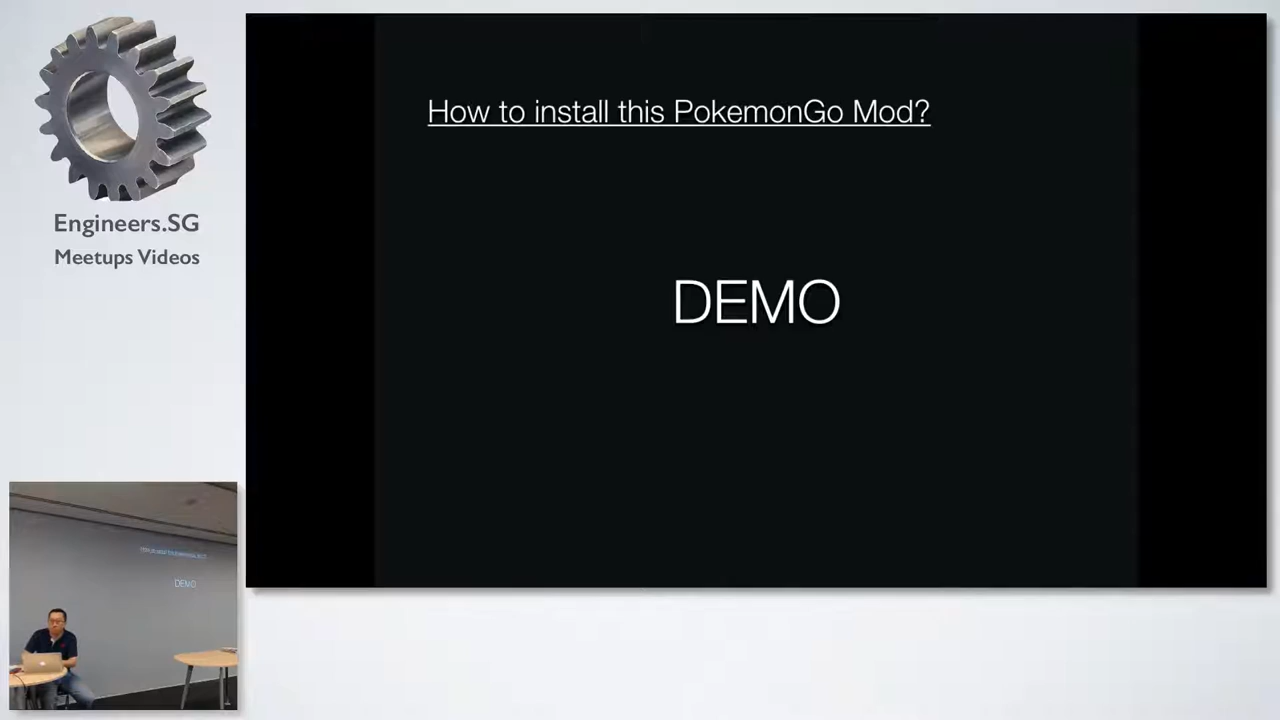 Engineers.SG
Meetups Videos
How to install this PokemonGo Mod?
DEMO
DEMO